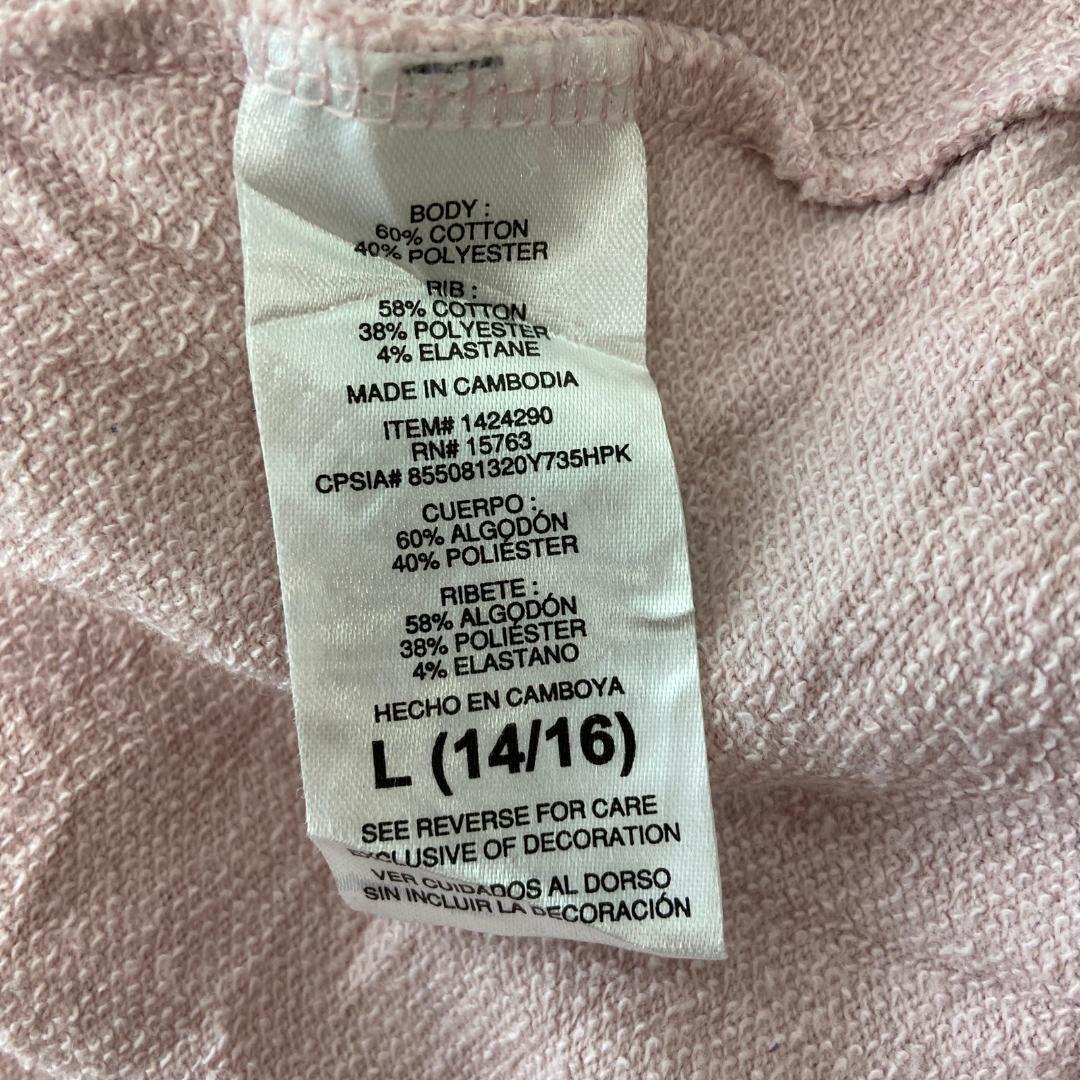 BODY :
60% COTTON
40% POLYESTER
RIB :
58% COTTON
38% POLYESTER
4% ELASTANE
MADE IN CAMBODIA
ITEM# 1424290
RN# 15763
CPSIA# 855081320Y735HPK
CUERPO :
60% ALGODÓN
40% POLIÉSTER
RIBETE :
58% ALGODÓN
38% POLIÉSTER
4% ELASTANO
HECHO EN CAMBOYA
L (14/16)
SEE REVERSE FOR CARE
EXCLUSIVE OF DECORATION
VER CUIDADOS AL DORSO
SIN INCLUIR LA DECORACIÓN